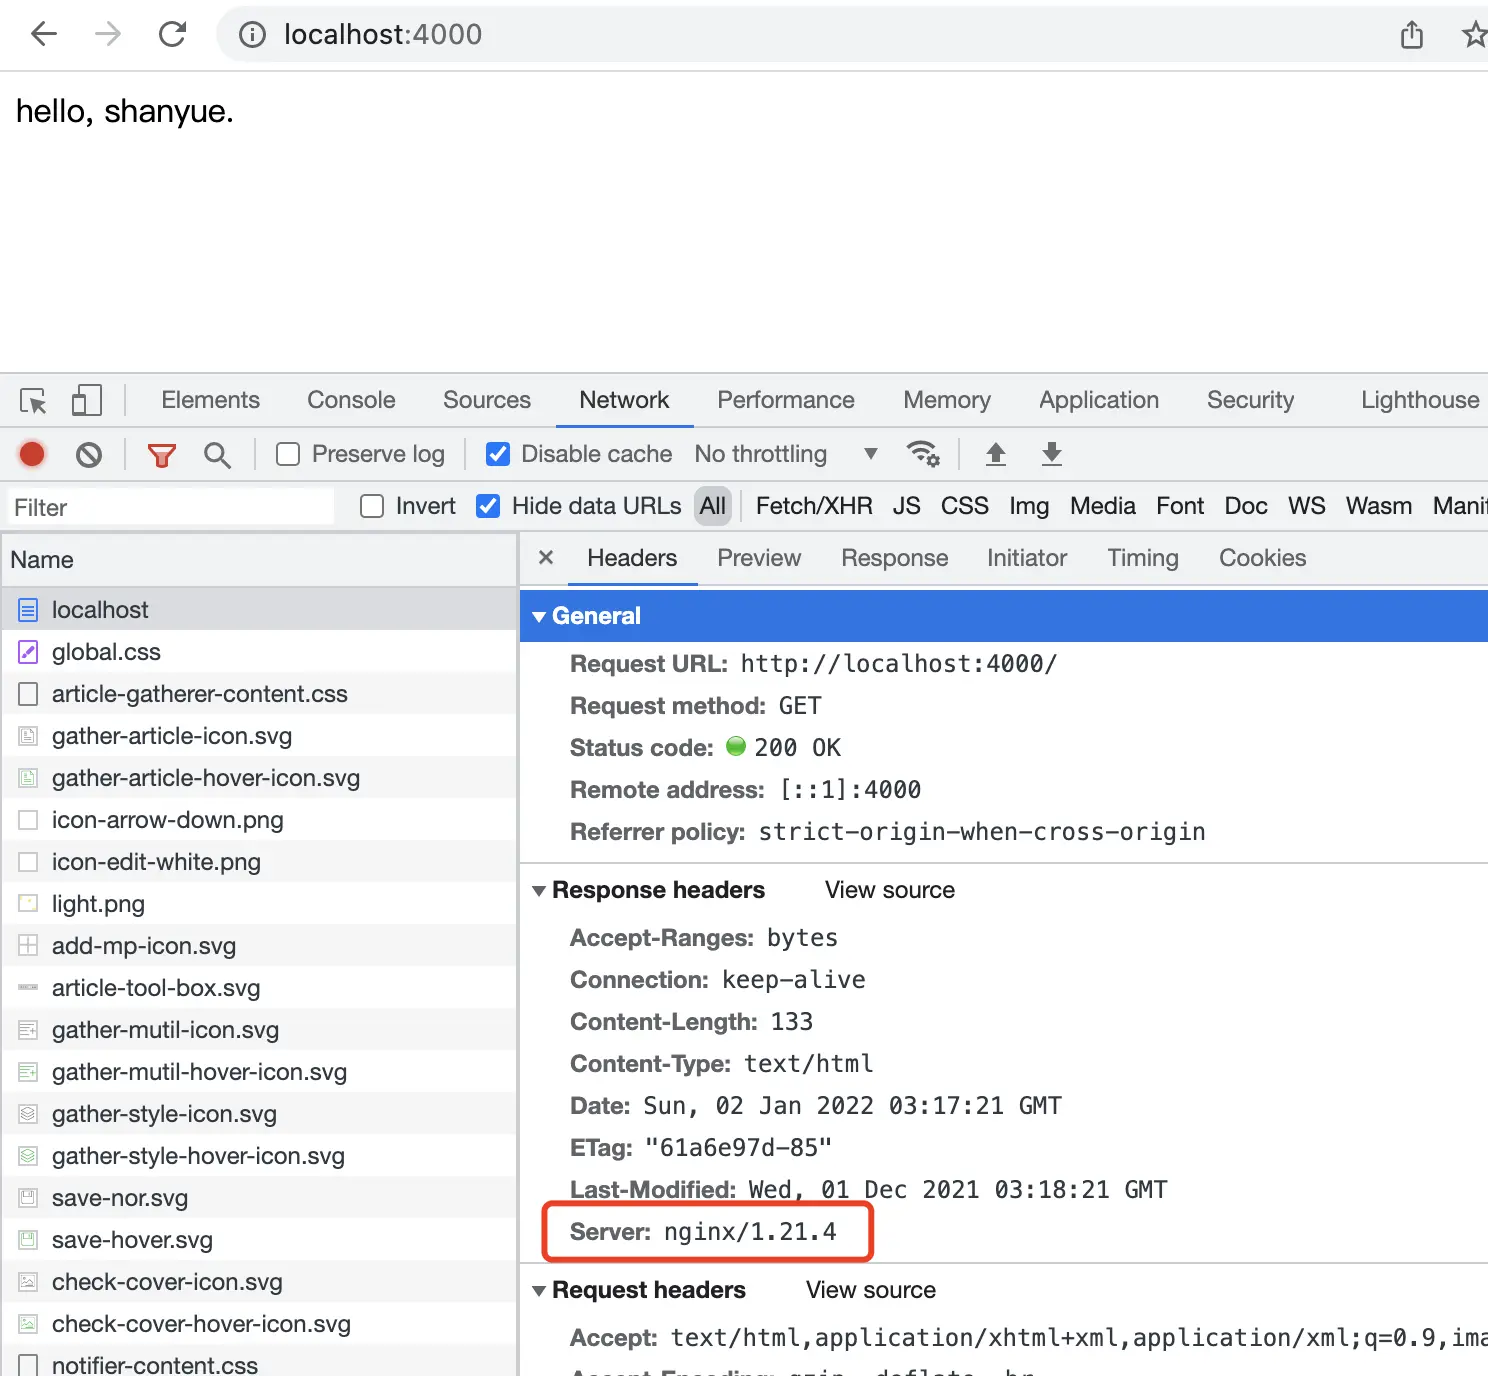 localhost:4000
hello, shanyue.
Elements Console Sources Network Performance Memory Application Security Lighthouse
Preserve log Disable cache No throttling
Filter Invert Hide data URLs All Fetch/XHR JS CSS Img Media Font Doc WS Wasm Manif
Name
localhost
global.css
article-gatherer-content.css
gather-article-icon.svg
gather-article-hover-icon.svg
icon-arrow-down.png
icon-edit-white.png
light.png
add-mp-icon.svg
article-tool-box.svg
gather-mutil-icon.svg
gather-mutil-hover-icon.svg
gather-style-icon.svg
gather-style-hover-icon.svg
save-nor.svg
save-hover.svg
check-cover-icon.svg
check-cover-hover-icon.svg
notifier-content.css
Headers Preview Response Initiator Timing Cookies
General
Request URL: http://localhost:4000/
Request method: GET
Status code: 200 OK
Remote address: [::1]:4000
Referrer policy: strict-origin-when-cross-origin
Response headers View source
Accept-Ranges: bytes
Connection: keep-alive
Content-Length: 133
Content-Type: text/html
Date: Sun, 02 Jan 2022 03:17:21 GMT
ETag: "61a6e97d-85"
Last-Modified: Wed, 01 Dec 2021 03:18:21 GMT
Server: nginx/1.21.4
Request headers View source
Accept: text/html,application/xhtml+xml,application/xml;q=0.9,ima
Accept-Encoding: gzip, deflate, br